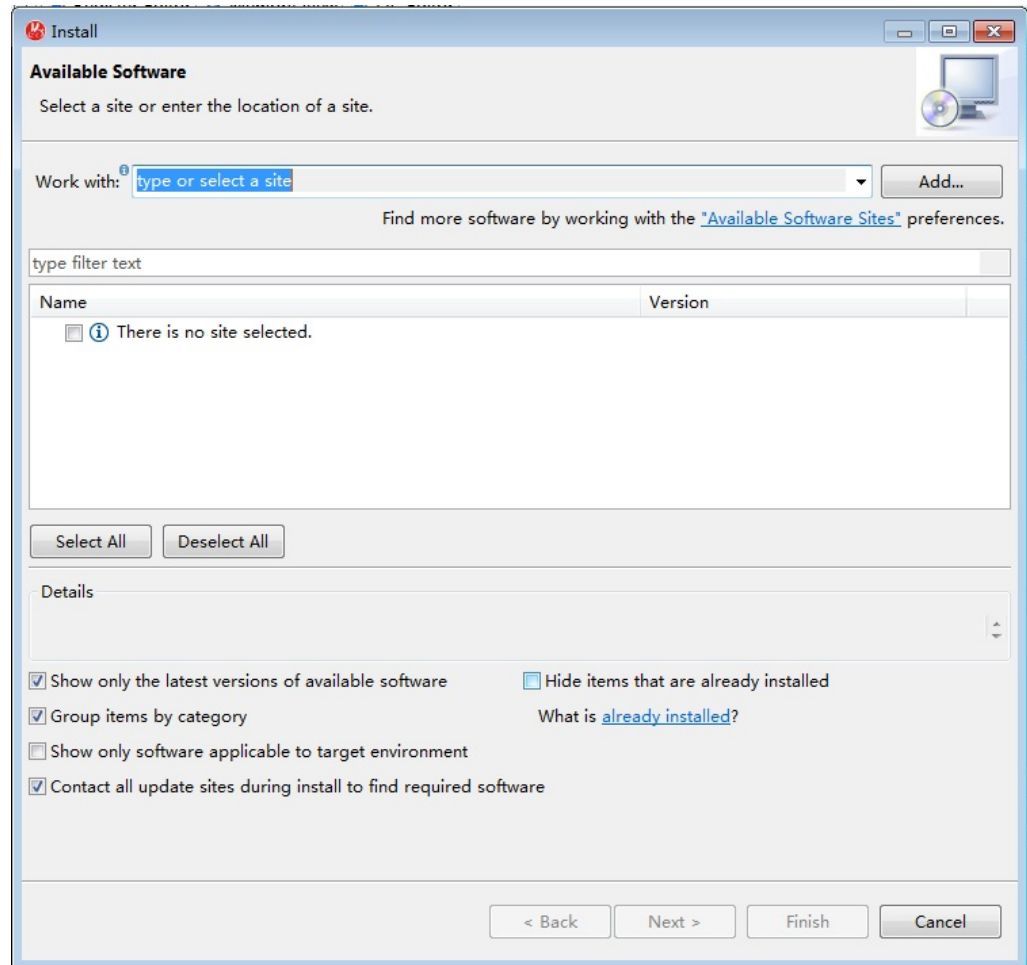 Install
Available Software
Select a site or enter the location of a site.
Work with: type or select a site Add...
Find more software by working with the "Available Software Sites" preferences.
type filter text
Name Version
There is no site selected.
Select All Deselect All
Details
Show only the latest versions of available software Hide items that are already installed
Group items by category What is already installed?
Show only software applicable to target environment
Contact all update sites during install to find required software
< Back Next > Finish Cancel